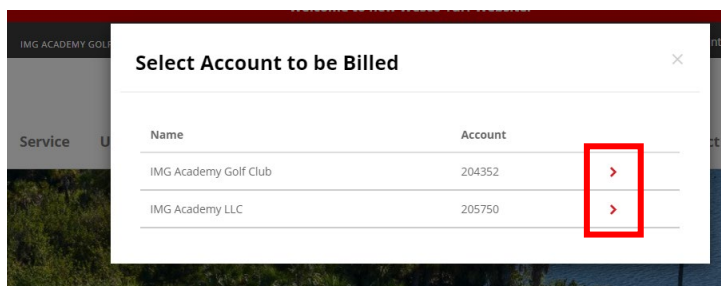 IMG ACADEMY GOLF
Select Account to be Billed
×
Service
Name Account
IMG Academy Golf Club 204352 >
IMG Academy LLC 205750 >